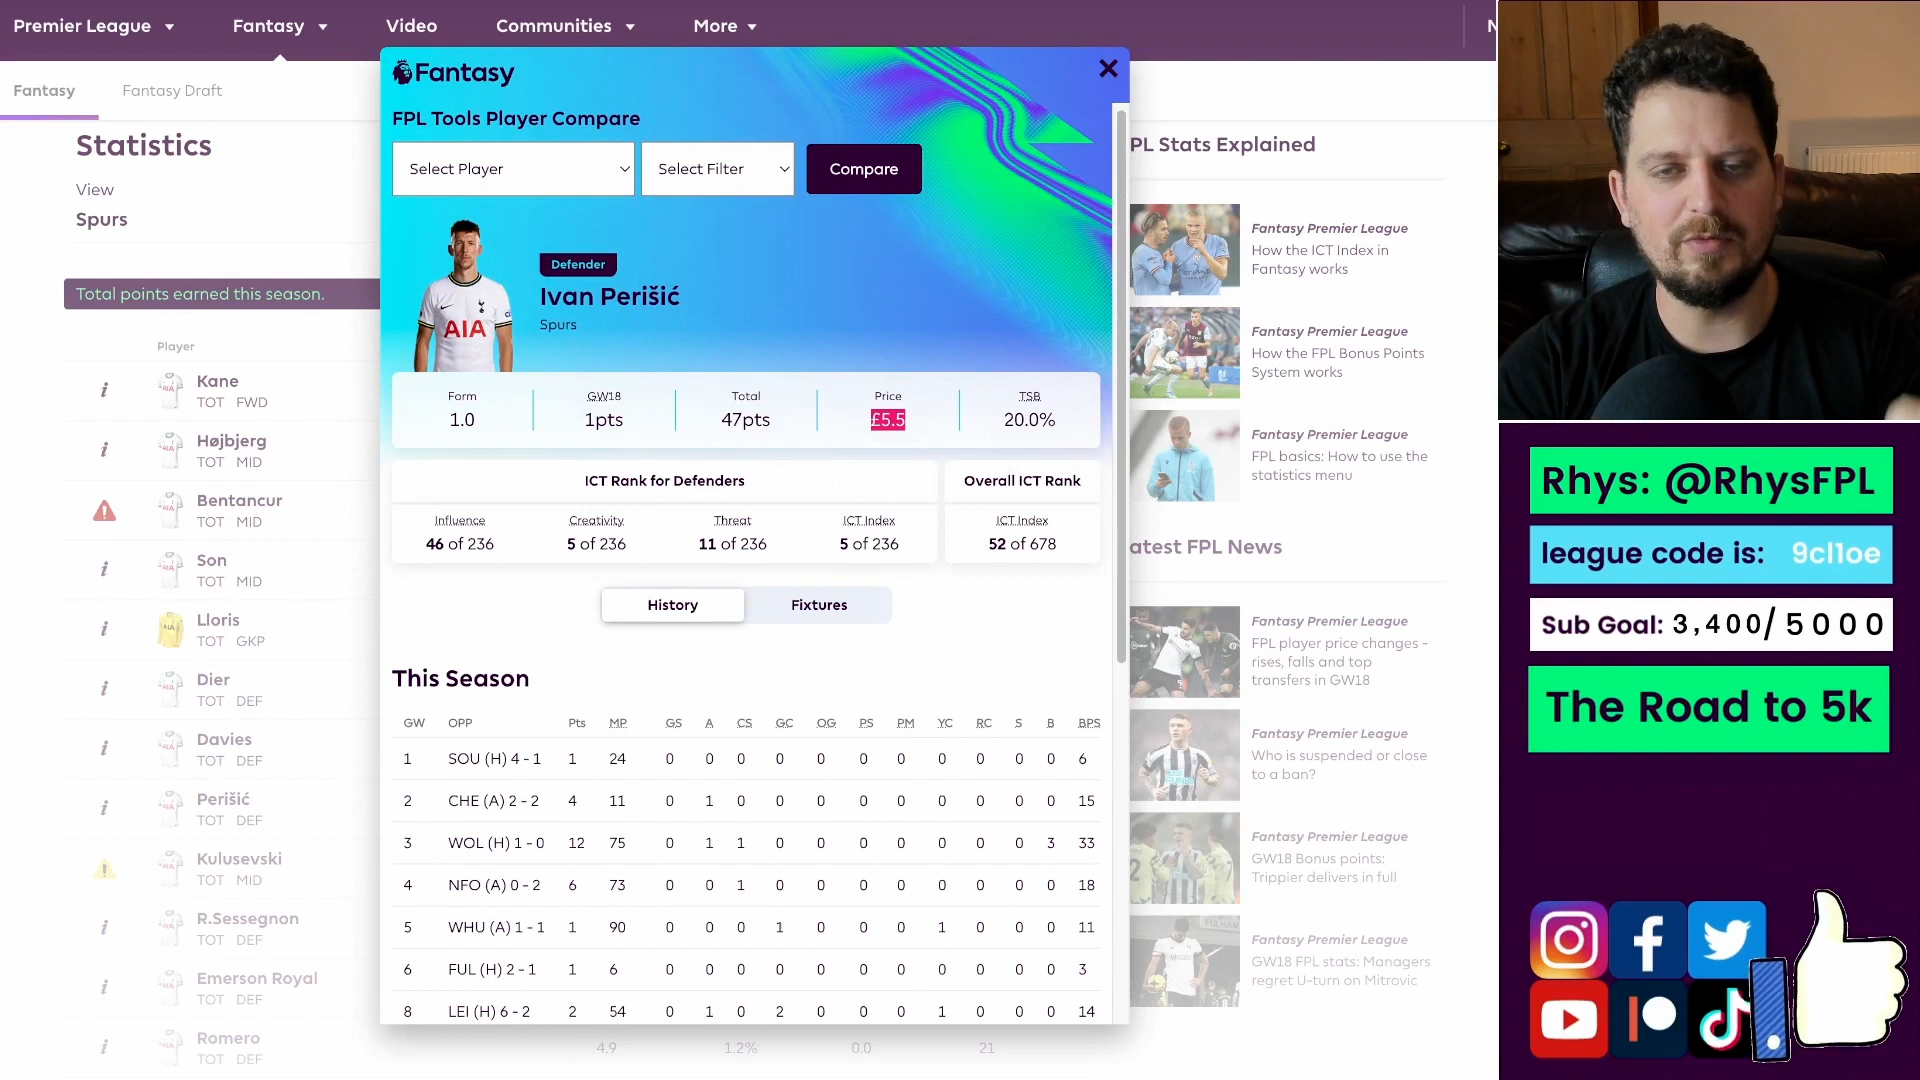 Premier League
Fantasy
Video
Communities
More
N
Fantasy
Fantasy Draft
Statistics
View
Spurs
Total points earned this season.
Player
Kane
TOT FWD
Højbjerg
TOT MID
Bentancur
TOT MID
Son
TOT MID
Lloris
TOT GKP
Dier
TOT DEF
Davies
TOT DEF
Perišić
TOT DEF
Kulusevski
TOT MID
R.Sessegnon
TOT DEF
Emerson Royal
TOT DEF
Romero
TOT DEF
4.9 1.2% 0.0 21
Fantasy
FPL Tools Player Compare
Select Player
Select Filter
Compare
AIA
Defender
Ivan Perišić
Spurs
Form GW18 Total Price TSB
1.0 1pts 47pts £5.5 20.0%
ICT Rank for Defenders
Overall ICT Rank
Influence Creativity Threat ICT Index ICT Index
46 of 236 5 of 236 11 of 236 5 of 236 52 of 678
History
Fixtures
This Season
GW OPP Pts MP GS A CS GC OG PS PM YC RC S B BPS
1 SOU (H) 4 - 1 1 24 0 0 0 0 0 0 0 0 0 0 0 6
2 CHE (A) 2 - 2 4 11 0 1 0 0 0 0 0 0 0 0 0 15
3 WOL (H) 1 - 0 12 75 0 1 1 0 0 0 0 0 0 0 3 33
4 NFO (A) 0 - 2 6 73 0 0 1 0 0 0 0 0 0 0 0 18
5 WHU (A) 1 - 1 1 90 0 0 0 1 0 0 0 1 0 0 0 11
6 FUL (H) 2 - 1 1 6 0 0 0 0 0 0 0 0 0 0 0 3
8 LEI (H) 6 - 2 2 54 0 1 0 2 0 0 0 1 0 0 0 14
PL Stats Explained
Fantasy Premier League
How the ICT Index in
Fantasy works
Fantasy Premier League
How the FPL Bonus Points
System works
Fantasy Premier League
FPL basics: How to use the
statistics menu
atest FPL News
Fantasy Premier League
FPL player price changes -
rises, falls and top
transfers in GW18
Fantasy Premier League
Who is suspended or close
to a ban?
Fantasy Premier League
GW18 Bonus points:
Trippier delivers in full
Fantasy Premier League
GW18 FPL stats: Managers
regret U-turn on Mitrovic
Rhys: @RhysFPL
league code is: 9cl1oe
Sub Goal: 3,400/ 5000
The Road to 5k